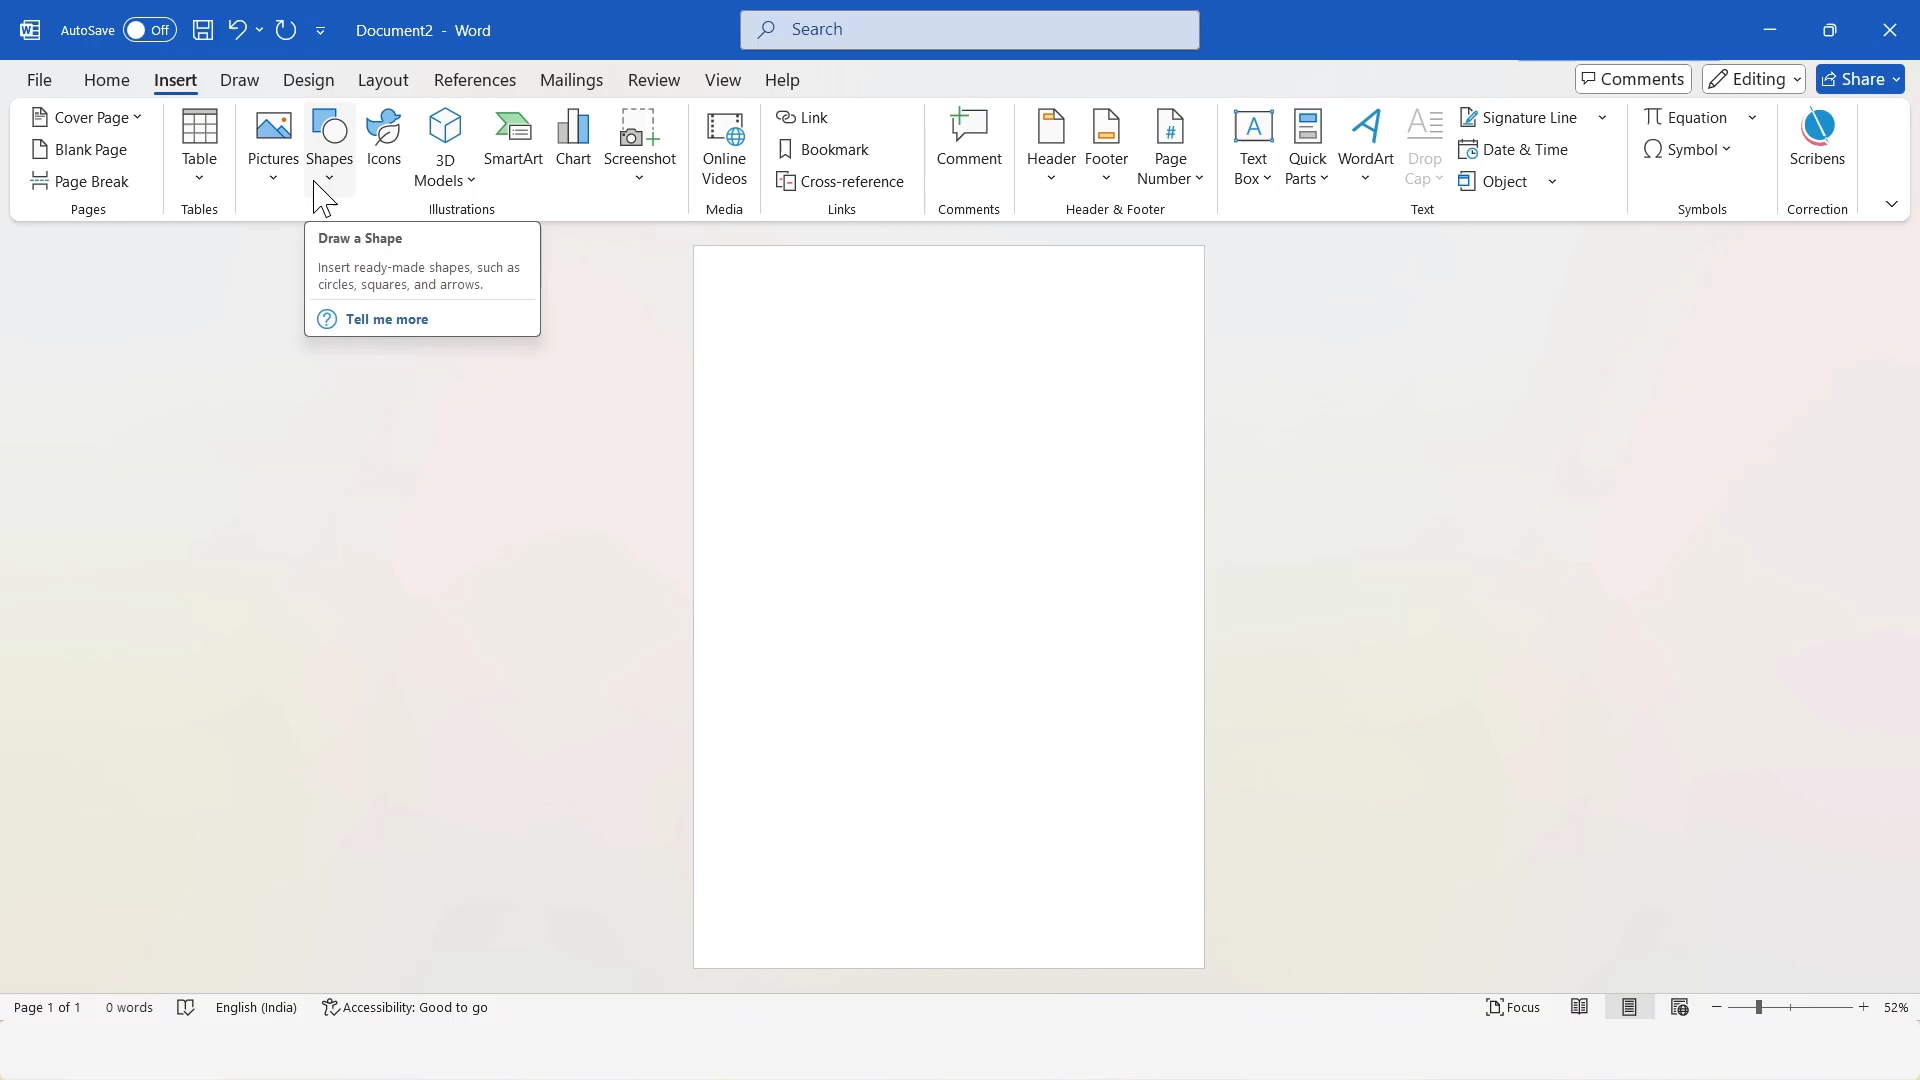 AutoSave Off Document2 - Word Search
File Home Insert Draw Design Layout References Mailings Review View Help Comments Editing Share
Cover Page
Blank Page
Page Break
Pages
Table
Tables
Pictures Shapes Icons 3D Models SmartArt Chart Screenshot
Illustrations
Online Videos
Media
Link
Bookmark
Cross-reference
Links
Comment
Comments
Header Footer Page Number
Header & Footer
Text Box Quick Parts WordArt Drop Cap
Signature Line
Date & Time
Object
Text
Equation
Symbol
Symbols
Scribens
Correction
Draw a Shape
Insert ready-made shapes, such as
circles, squares, and arrows.
Tell me more
Page 1 of 1 0 words English (India) Accessibility: Good to go Focus 52%